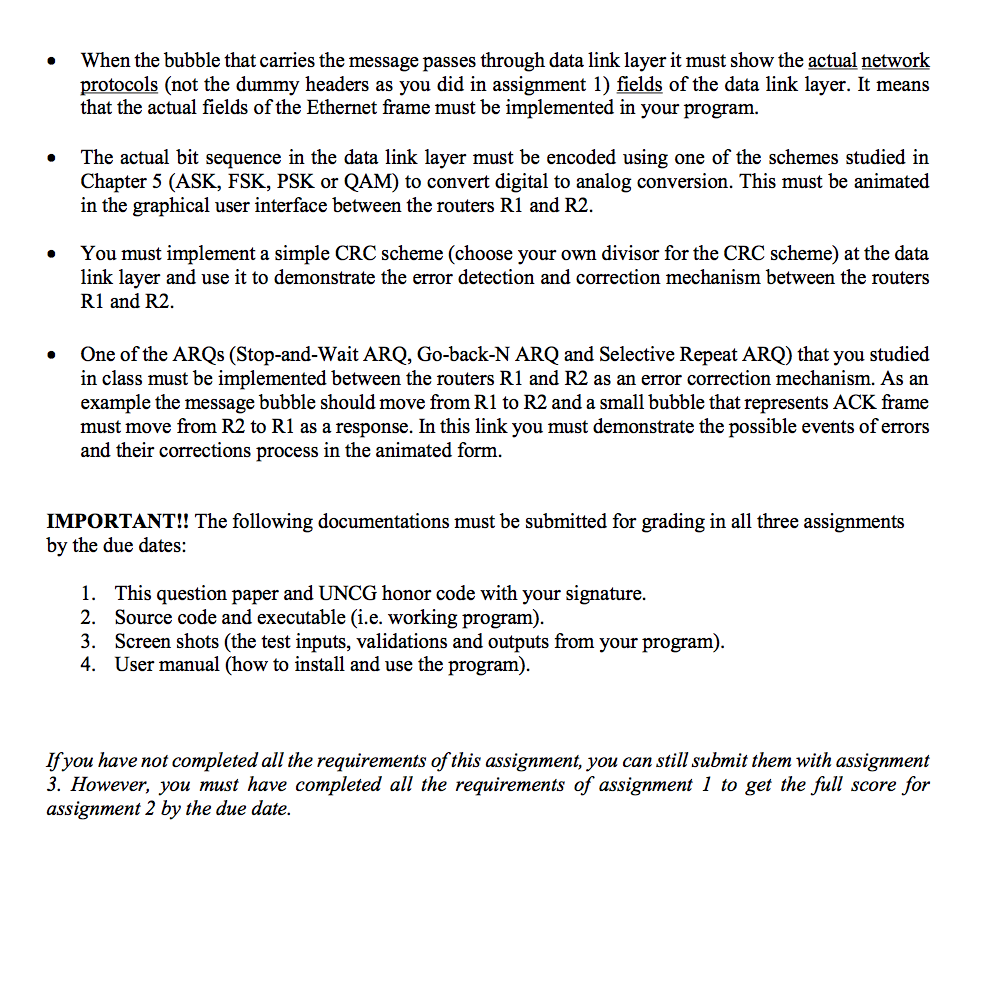 • When the bubble that carries the message passes through data link layer it must show the actual network
protocols (not the dummy headers as you did in assignment 1) fields of the data link layer. It means
that the actual fields of the Ethernet frame must be implemented in your program.
• The actual bit sequence in the data link layer must be encoded using one of the schemes studied in
Chapter 5 (ASK, FSK, PSK or QAM) to convert digital to analog conversion. This must be animated
in the graphical user interface between the routers R1 and R2.
• You must implement a simple CRC scheme (choose your own divisor for the CRC scheme) at the data
link layer and use it to demonstrate the error detection and correction mechanism between the routers
R1 and R2.
• One of the ARQs (Stop-and-Wait ARQ, Go-back-N ARQ and Selective Repeat ARQ) that you studied
in class must be implemented between the routers R1 and R2 as an error correction mechanism. As an
example the message bubble should move from R1 to R2 and a small bubble that represents ACK frame
must move from R2 to R1 as a response. In this link you must demonstrate the possible events of errors
and their corrections process in the animated form.
IMPORTANT!! The following documentations must be submitted for grading in all three assignments
by the due dates:
1. This question paper and UNCG honor code with your signature.
2. Source code and executable (i.e. working program).
3. Screen shots (the test inputs, validations and outputs from your program).
4. User manual (how to install and use the program).
If you have not completed all the requirements of this assignment, you can still submit them with assignment
3. However, you must have completed all the requirements of assignment 1 to get the full score for
assignment 2 by the due date.